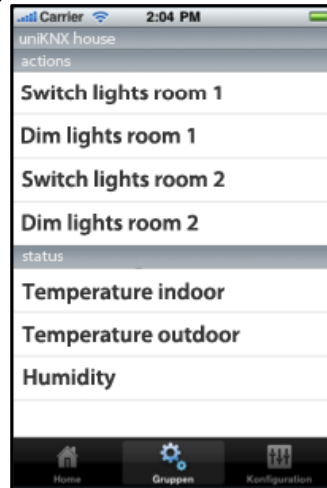 Carrier 2:04 PM
uniKNX house
actions
Switch lights room 1
Dim lights room 1
Switch lights room 2
Dim lights room 2
status
Temperature indoor
Temperature outdoor
Humidity
Home Gruppen Konfiguration